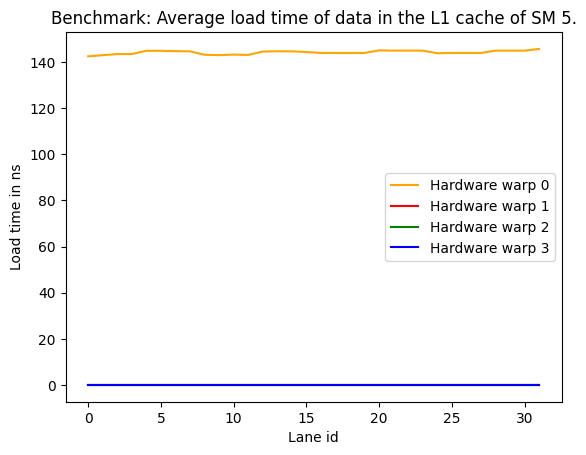 Benchmark: Average load time of data in the L1 cache of SM 5.
140
120
100
80
60
40
20
0
Load time in ns
Hardware warp 0
Hardware warp 1
Hardware warp 2
Hardware warp 3
0 5 10 15 20 25 30
Lane id